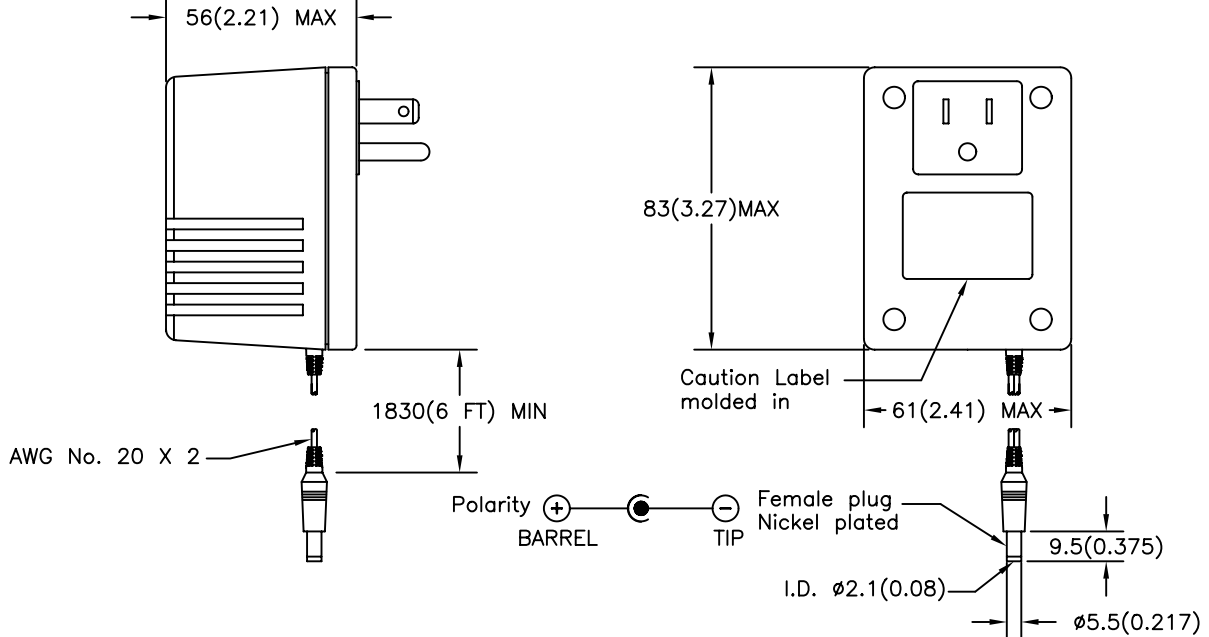 56(2.21) MAX
83(3.27)MAX
Caution Label
molded in
61(2.41) MAX
1830(6 FT) MIN
AWG No. 20 X 2
Polarity + −
BARREL TIP
Female plug
Nickel plated
9.5(0.375)
I.D. ø2.1(0.08)
ø5.5(0.217)